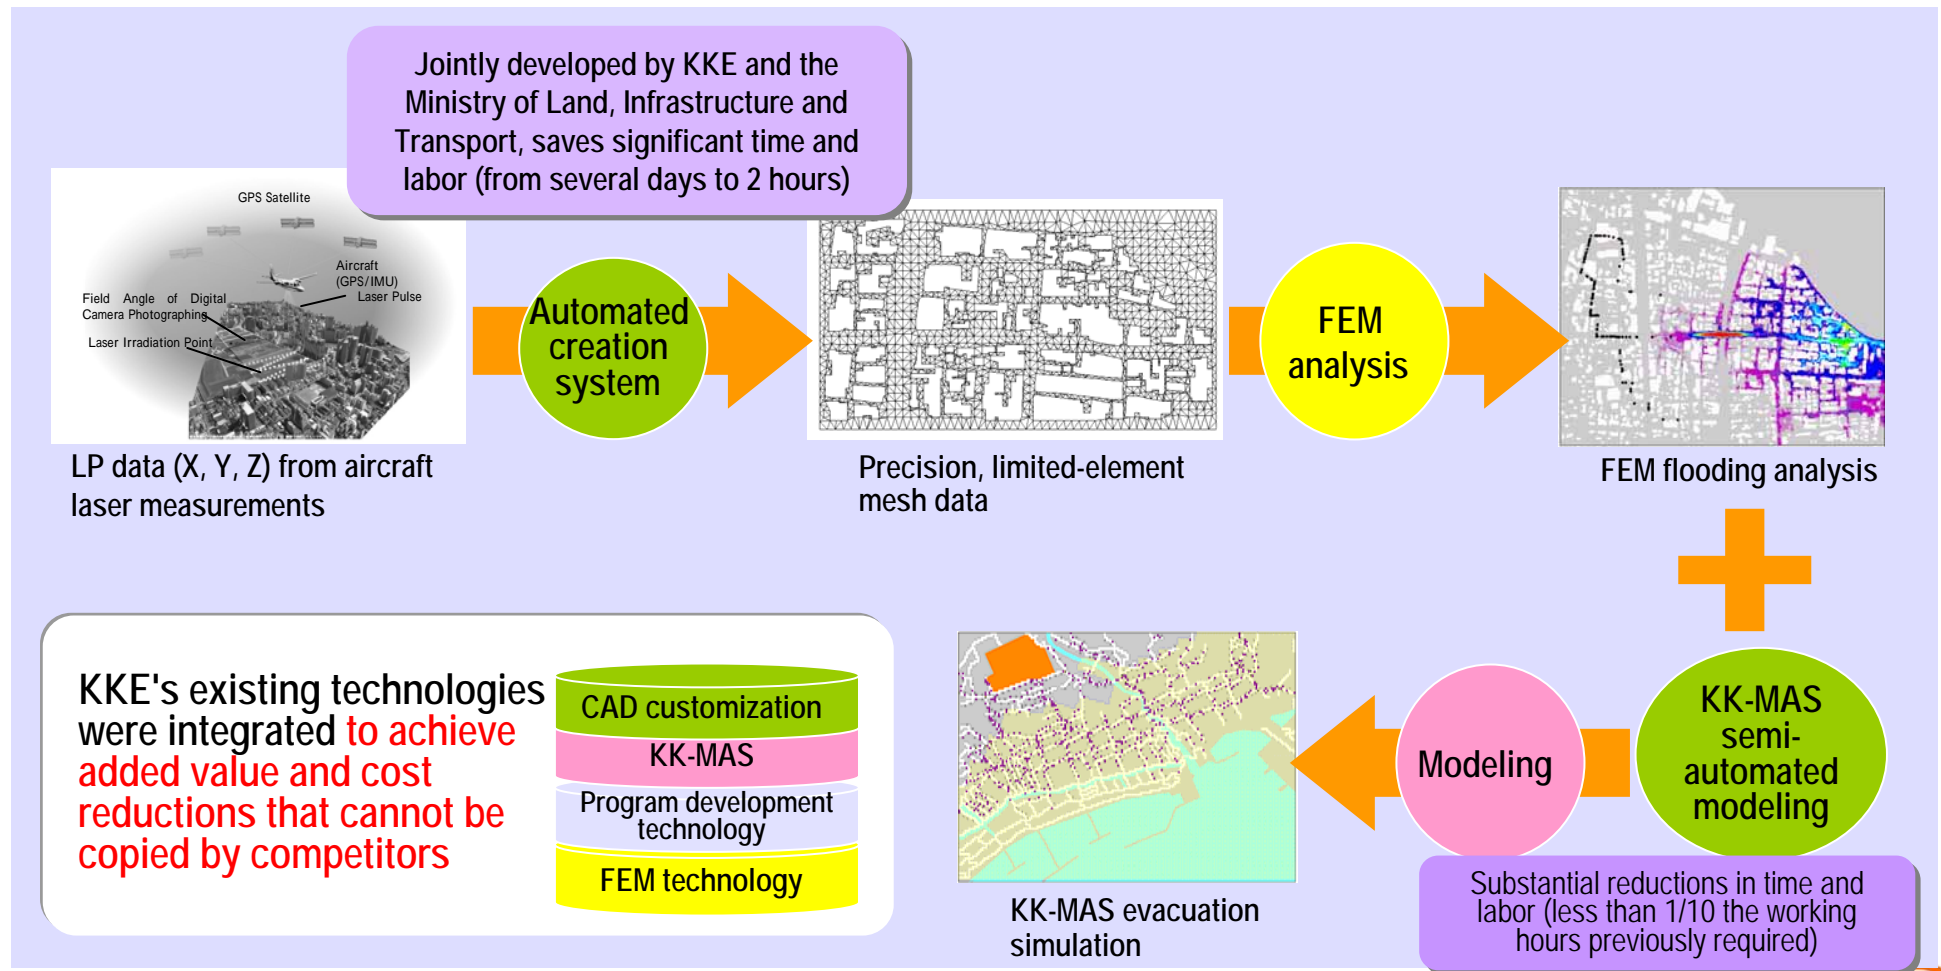 Jointly developed by KKE and the
Ministry of Land, Infrastructure and
Transport, saves significant time and
labor (from several days to 2 hours)
GPS Satellite
Aircraft
(GPS/IMU)
Laser Pulse
Field Angle of Digital
Camera Photographing
Laser Irradiation Point
LP data (X, Y, Z) from aircraft
laser measurements
Automated
creation
system
Precision, limited-element
mesh data
FEM
analysis
FEM flooding analysis
KK-MAS
semi-
automated
modeling
Modeling
Substantial reductions in time and
labor (less than 1/10 the working
hours previously required)
KK-MAS evacuation
simulation
KKE's existing technologies
were integrated to achieve
added value and cost
reductions that cannot be
copied by competitors
CAD customization
KK-MAS
Program development
technology
FEM technology